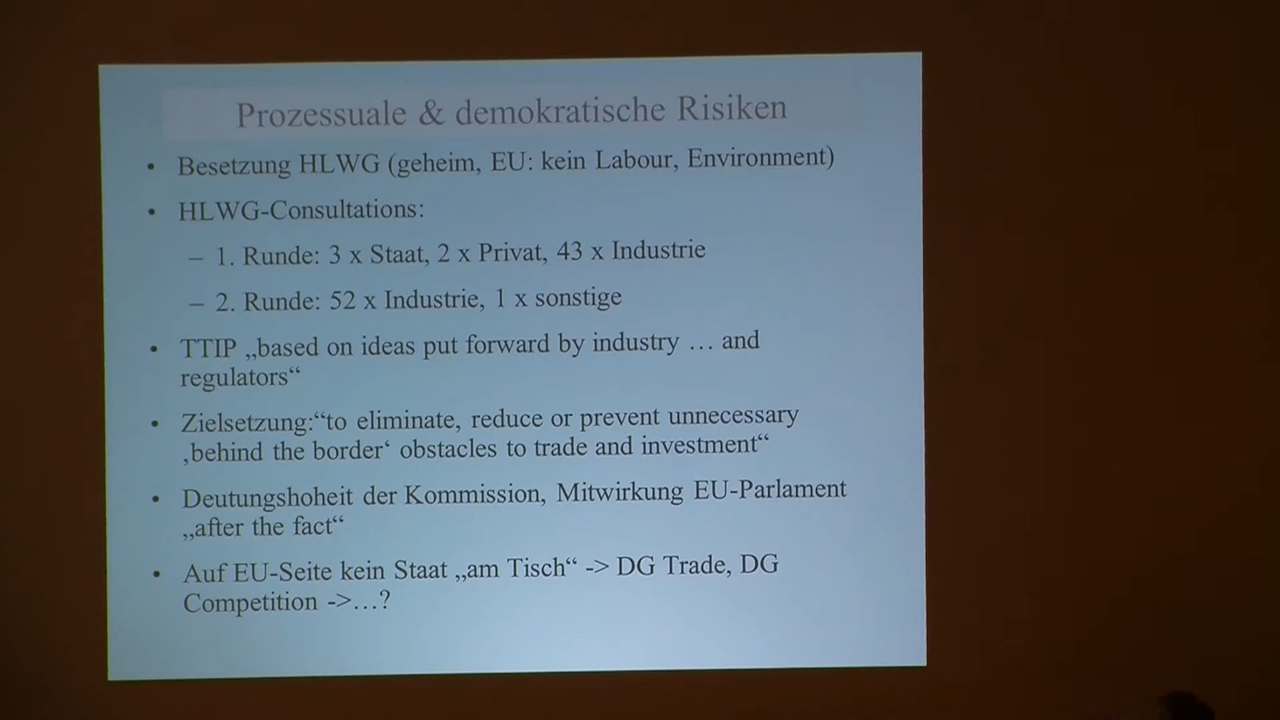 Prozessuale & demokratische Risiken
• Besetzung HLWG (geheim, EU: kein Labour, Environment)
• HLWG-Consultations:
– 1. Runde: 3 x Staat, 2 x Privat, 43 x Industrie
– 2. Runde: 52 x Industrie, 1 x sonstige
• TTIP „based on ideas put forward by industry … and
regulators“
• Zielsetzung:“to eliminate, reduce or prevent unnecessary
‚behind the border‘ obstacles to trade and investment“
• Deutungshoheit der Kommission, Mitwirkung EU-Parlament
„after the fact“
• Auf EU-Seite kein Staat „am Tisch“ -> DG Trade, DG
Competition ->…?